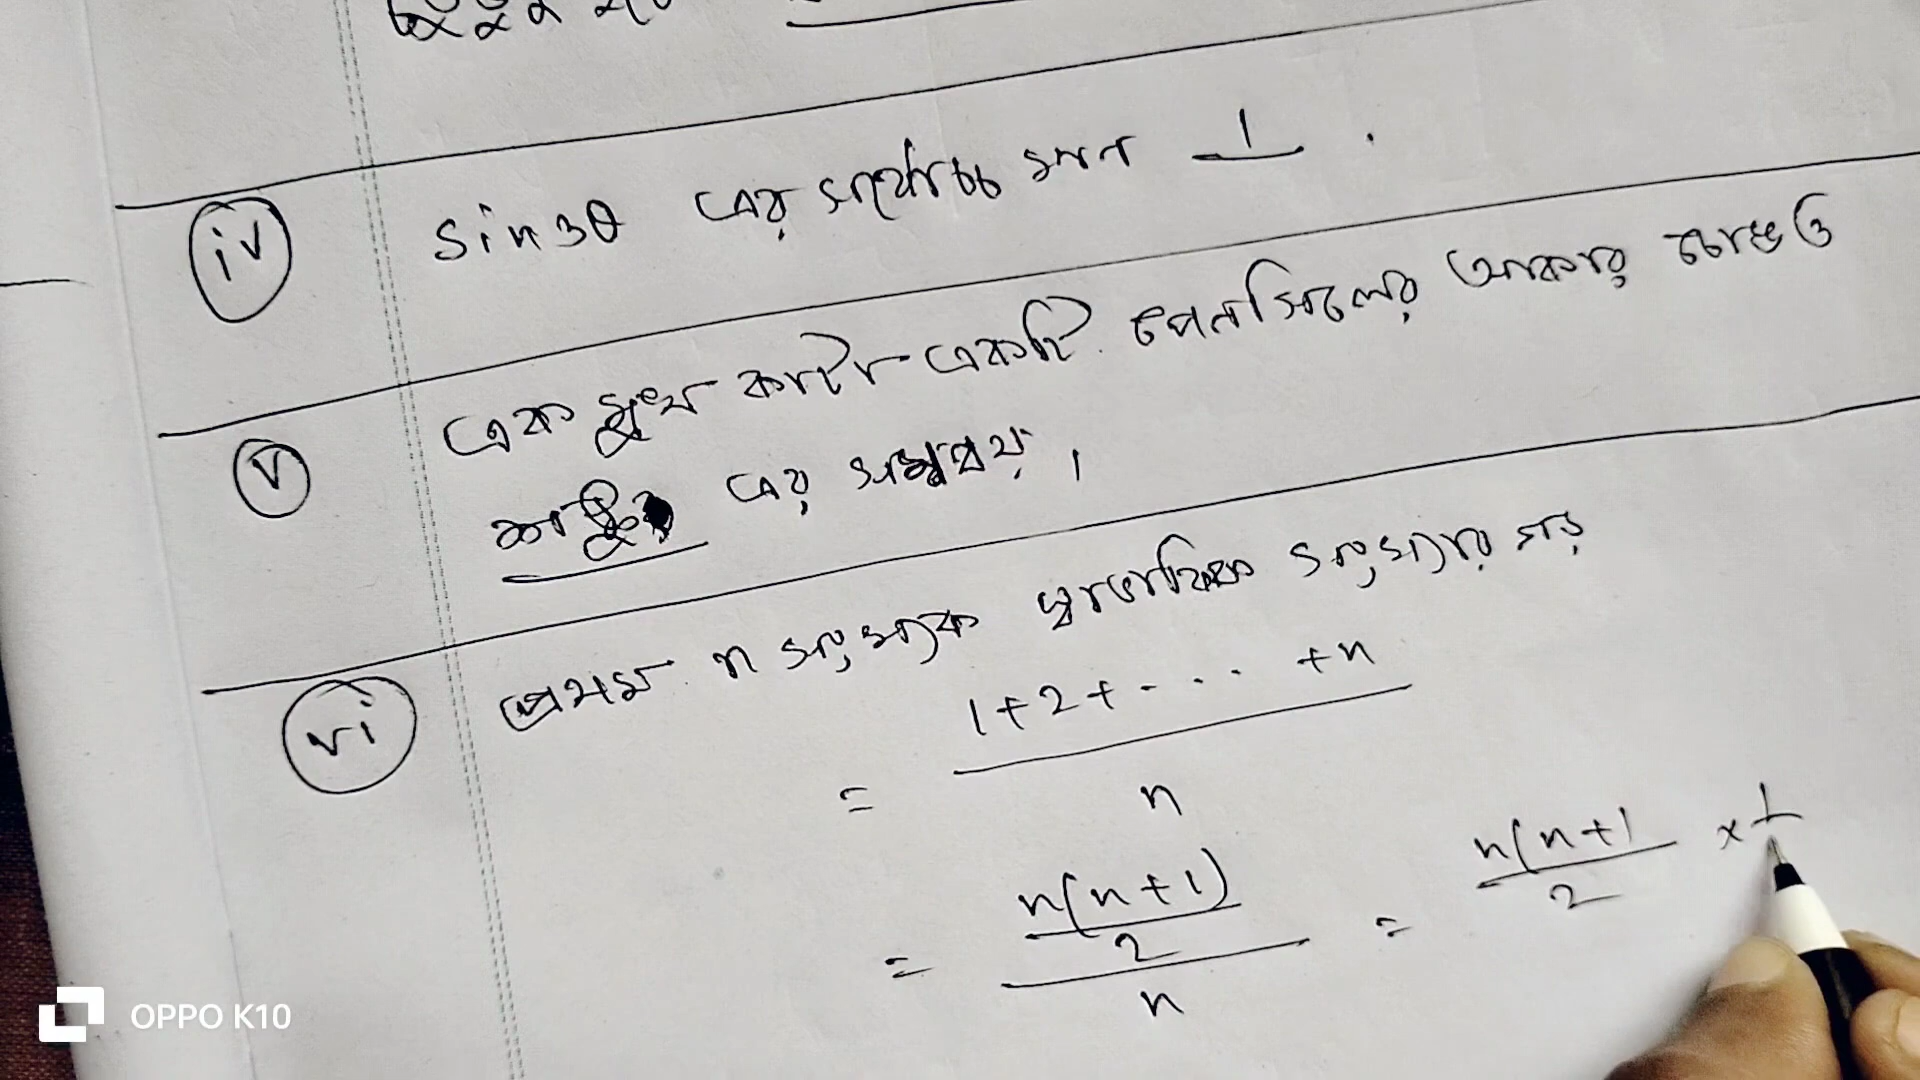 iv sin3θ এর সর্বোচ্চ মান 1 .
v এক মুখ কাটা একটি পেনসিলের আকার চোঙ ও
শঙ্কুর এর সমন্বয় ।
vi প্রথম n সংখ্যক স্বাভাবিক সংখ্যার গড়
= 1+2+ - . . . +n / n
= n(n+1)/2 / n = n(n+1 / 2 × 1
OPPO K10